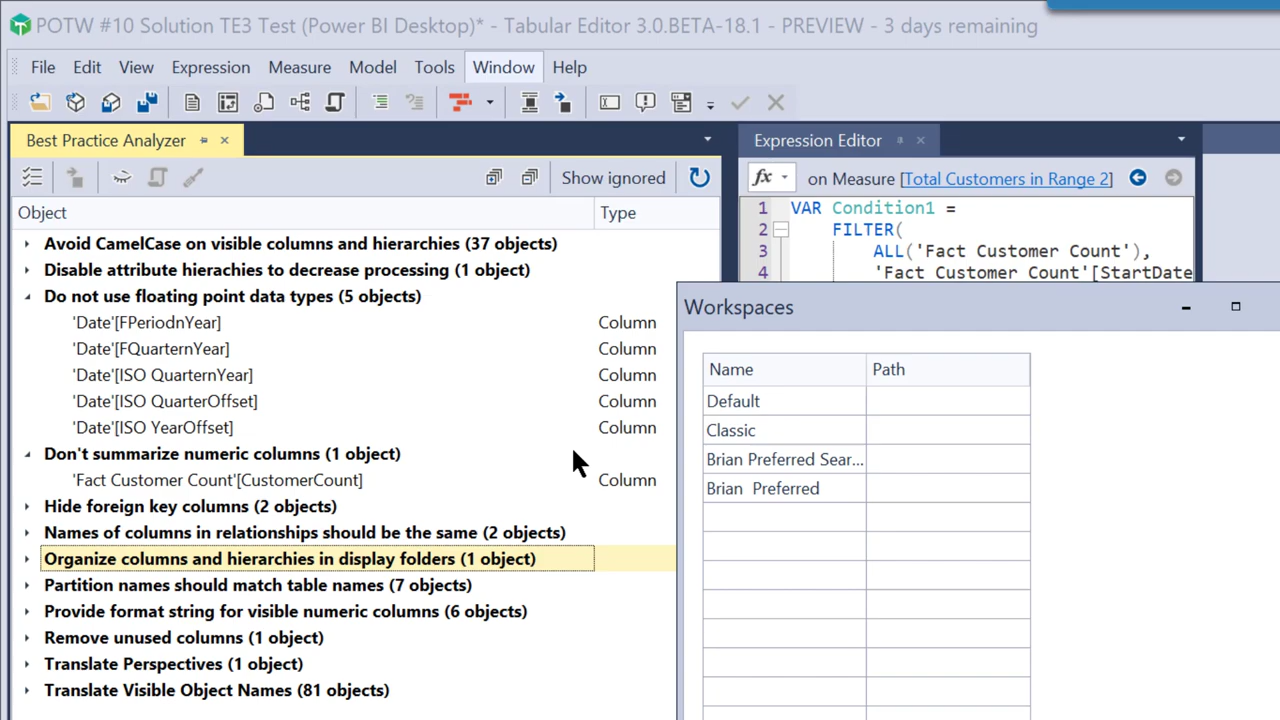 POTW #10 Solution TE3 Test (Power BI Desktop)* - Tabular Editor 3.0.BETA-18.1 - PREVIEW - 3 days remaining
File Edit View Expression Measure Model Tools Window Help
Best Practice Analyzer
Show ignored
Object Type
Avoid CamelCase on visible columns and hierarchies (37 objects)
Disable attribute hierachies to decrease processing (1 object)
Do not use floating point data types (5 objects)
'Date'[FPeriodnYear] Column
'Date'[FQuarternYear] Column
'Date'[ISO QuarternYear] Column
'Date'[ISO QuarterOffset] Column
'Date'[ISO YearOffset] Column
Don't summarize numeric columns (1 object)
'Fact Customer Count'[CustomerCount] Column
Hide foreign key columns (2 objects)
Names of columns in relationships should be the same (2 objects)
Organize columns and hierarchies in display folders (1 object)
Partition names should match table names (7 objects)
Provide format string for visible numeric columns (6 objects)
Remove unused columns (1 object)
Translate Perspectives (1 object)
Translate Visible Object Names (81 objects)
Expression Editor
fx on Measure [Total Customers in Range 2]
1 VAR Condition1 =
2 FILTER(
3 ALL('Fact Customer Count'),
4 'Fact Customer Count'[StartDate
Workspaces
Name Path
Default
Classic
Brian Preferred Sear...
Brian Preferred